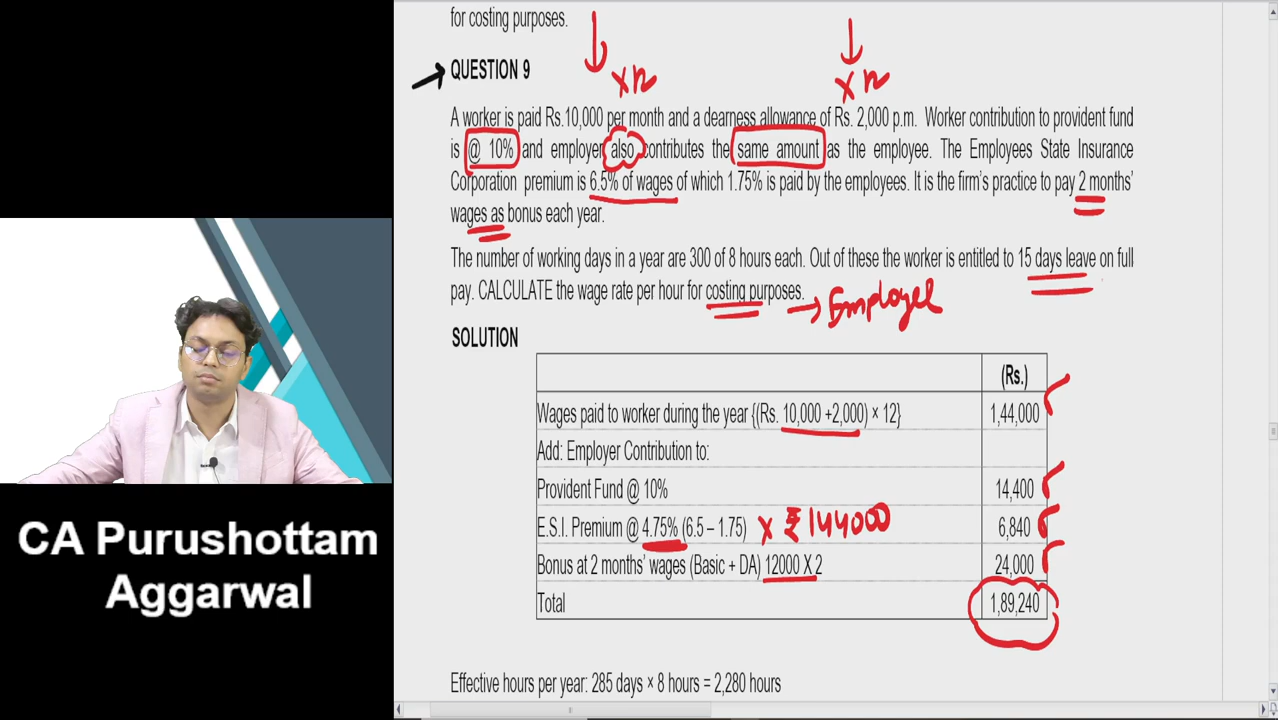 for costing purposes.
x12
x12
QUESTION 9
A worker is paid Rs.10,000 per month and a dearness allowance of Rs. 2,000 p.m. Worker contribution to provident fund
is @ 10% and employer also contributes the same amount as the employee. The Employees State Insurance
Corporation premium is 6.5% of wages of which 1.75% is paid by the employees. It is the firm's practice to pay 2 months'
wages as bonus each year.
The number of working days in a year are 300 of 8 hours each. Out of these the worker is entitled to 15 days leave on full
pay. CALCULATE the wage rate per hour for costing purposes. → Employee
SOLUTION
(Rs.)
Wages paid to worker during the year {(Rs. 10,000 +2,000) × 12} 1,44,000
Add: Employer Contribution to:
Provident Fund @ 10% 14,400
E.S.I. Premium @ 4.75% (6.5 – 1.75) x ₹144000 6,840
Bonus at 2 months' wages (Basic + DA) 12000 X 2 24,000
Total 1,89,240
Effective hours per year: 285 days × 8 hours = 2,280 hours
CA Purushottam
Aggarwal